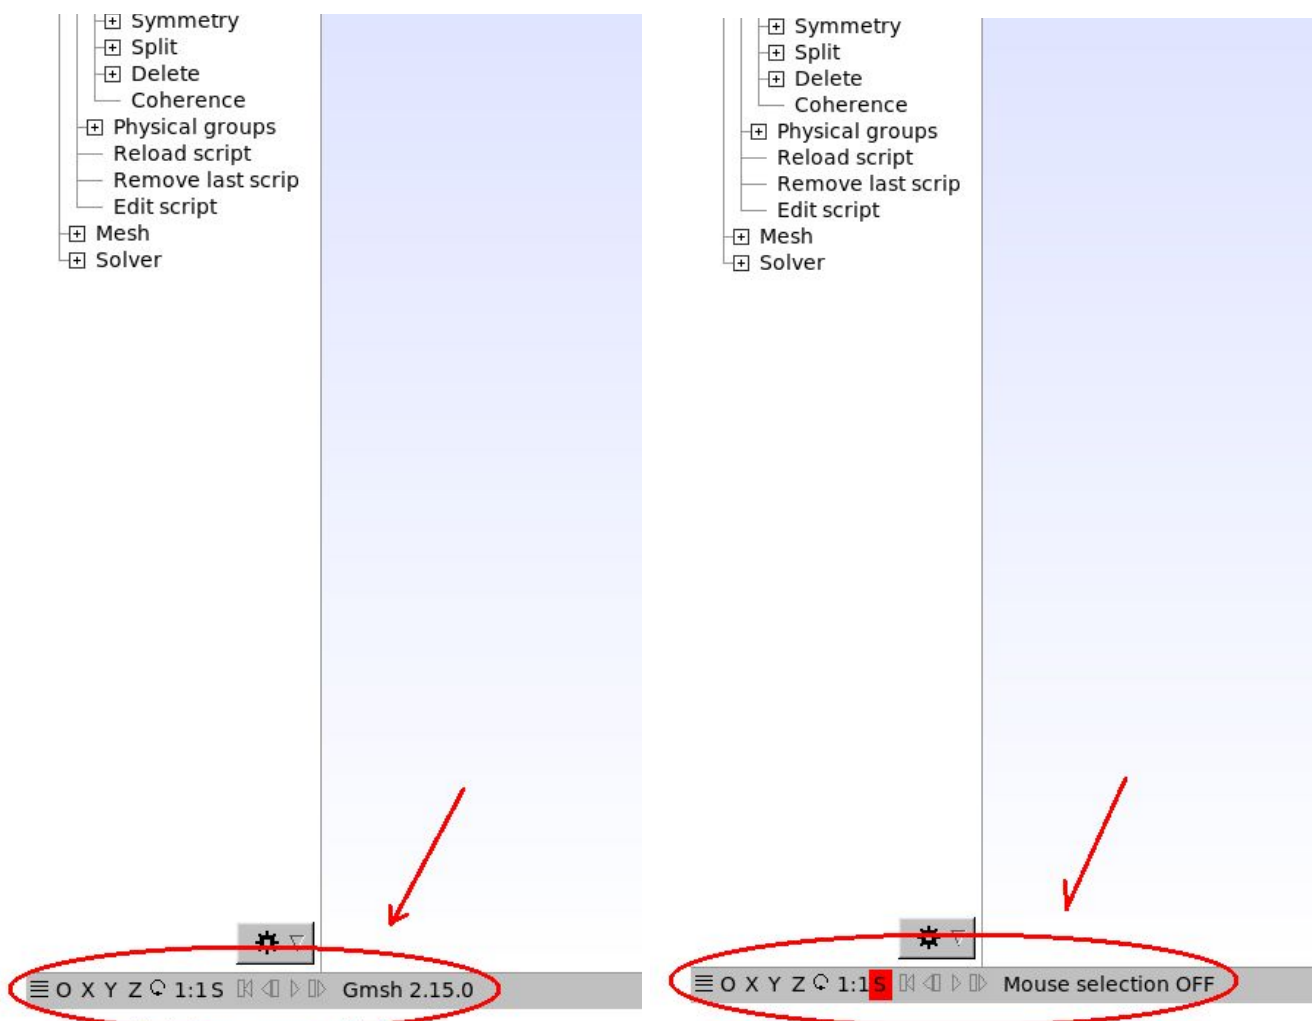 Symmetry
Split
Delete
Coherence
Physical groups
Reload script
Remove last scrip
Edit script
Mesh
Solver
O X Y Z 1:1 S Gmsh 2.15.0
Symmetry
Split
Delete
Coherence
Physical groups
Reload script
Remove last scrip
Edit script
Mesh
Solver
O X Y Z 1:1 S Mouse selection OFF